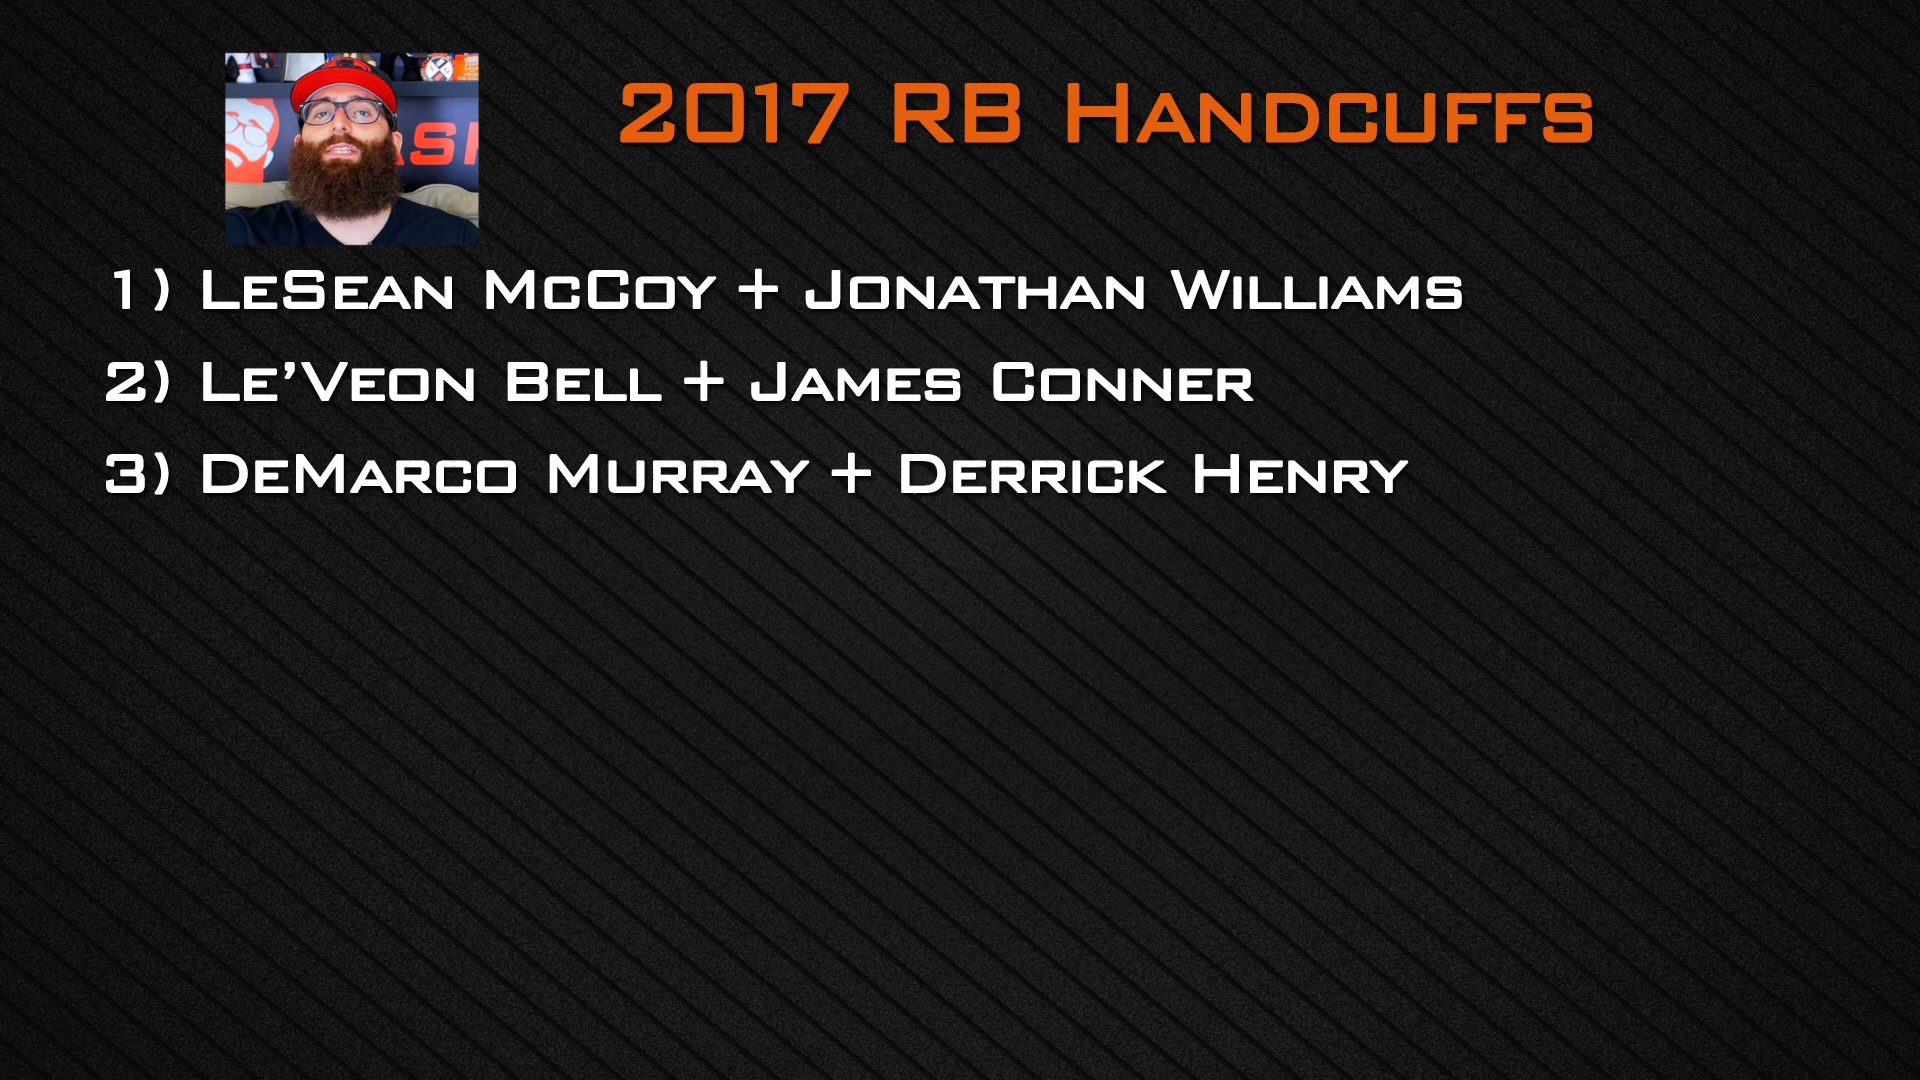 2017 RB Handcuffs
1) LeSean McCoy + Jonathan Williams
2) Le’Veon Bell + James Conner
3) DeMarco Murray + Derrick Henry